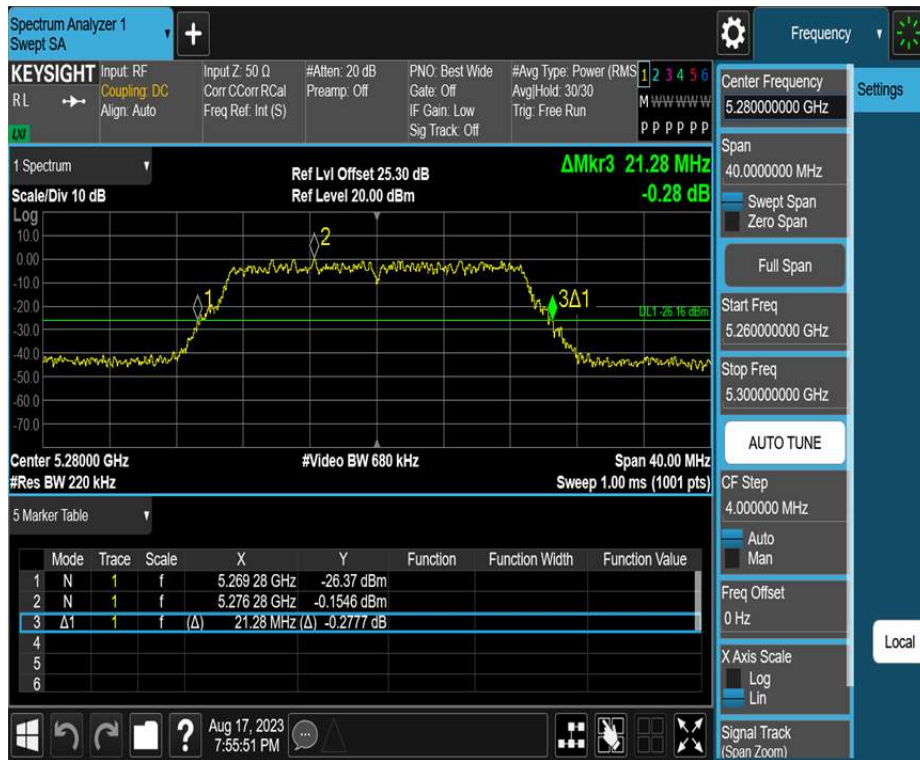 Spectrum Analyzer 1
Swept SA
Frequency
KEYSIGHT
RL
LXI
Input: RF
Coupling: DC
Align: Auto
Input Z: 50 Ω
Corr CCorr RCal
Freq Ref: Int (S)
#Atten: 20 dB
Preamp: Off
PNO: Best Wide
Gate: Off
IF Gain: Low
Sig Track: Off
#Avg Type: Power (RMS
Avg|Hold: 30/30
Trig: Free Run
1 2 3 4 5 6
M W W W W W
P P P P P P
1 Spectrum
Scale/Div 10 dB
Ref Lvl Offset 25.30 dB
Ref Level 20.00 dBm
ΔMkr3 21.28 MHz
-0.28 dB
Log
10.0
0.00
-10.0
-20.0
-30.0
-40.0
-50.0
-60.0
-70.0
1
2
3Δ1
DL1 -26.16 dBm
Center 5.28000 GHz
#Video BW 680 kHz
Span 40.00 MHz
#Res BW 220 kHz
Sweep 1.00 ms (1001 pts)
5 Marker Table
Mode Trace Scale X Y Function Function Width Function Value
1 N 1 f 5.269 28 GHz -26.37 dBm
2 N 1 f 5.276 28 GHz -0.1546 dBm
3 Δ1 1 f (Δ) 21.28 MHz (Δ) -0.2777 dB
4
5
6
Aug 17, 2023
7:55:51 PM
?
Center Frequency
5.280000000 GHz
Settings
Span
40.0000000 MHz
Swept Span
Zero Span
Full Span
Start Freq
5.260000000 GHz
Stop Freq
5.300000000 GHz
AUTO TUNE
CF Step
4.000000 MHz
Auto
Man
Freq Offset
0 Hz
Local
X Axis Scale
Log
Lin
Signal Track
(Span Zoom)